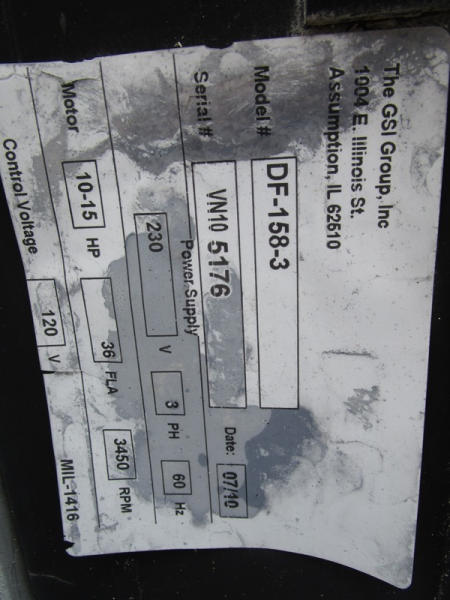 The GSI Group, Inc
1004 E. Illinois St.
Assumption, IL 62510
Model # DF-158-3
Serial # VN10 5176 Date: 07/10
Power Supply
230 V 3 PH 60 Hz
Motor 10-15 HP 36 FLA 3450 RPM
Control Voltage 120 V MIL-1416